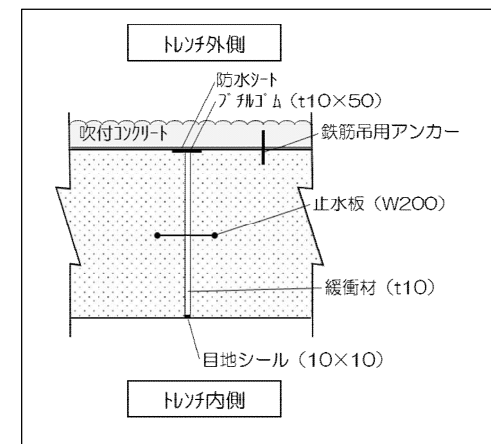 ﾄﾚﾝﾁ外側
防水ｼｰﾄ
ﾌﾞﾁﾙｺﾞﾑ（t10×50）
吹付ｺﾝｸﾘｰﾄ
鉄筋吊用アンカー
止水板（W200）
緩衝材（t10）
目地シール（10×10）
ﾄﾚﾝﾁ内側